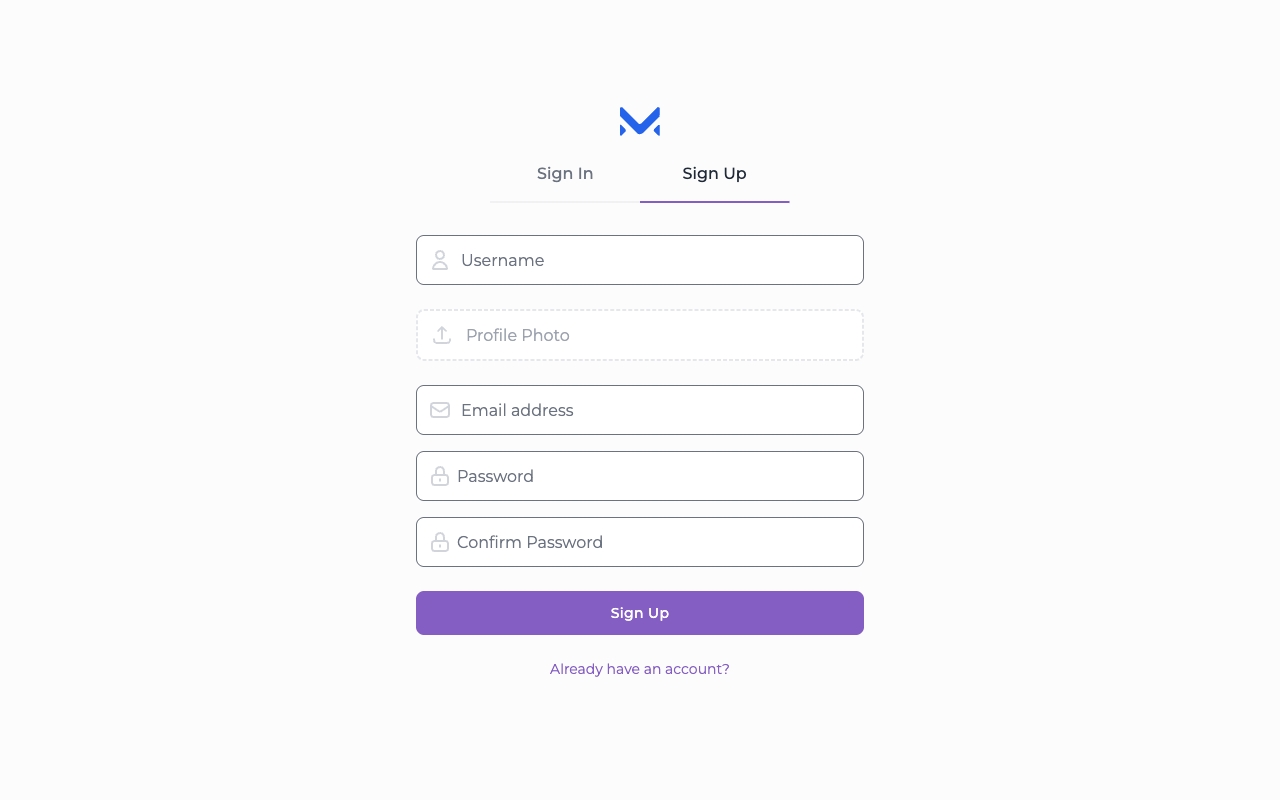 Sign In
Sign Up
Username
Profile Photo
Email address
Password
Confirm Password
Sign Up
Already have an account?